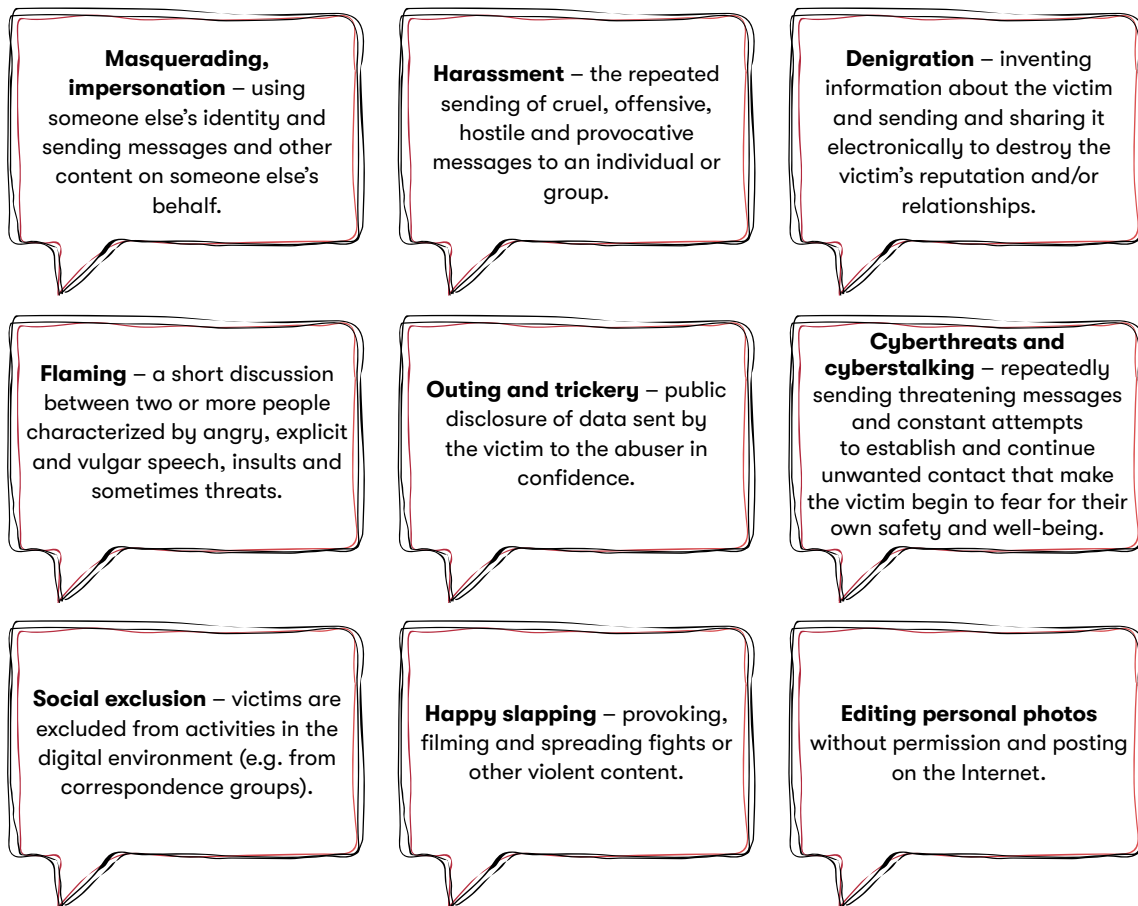 Masquerading,
impersonation – using
someone else's identity and
sending messages and other
content on someone else's
behalf.
Harassment – the repeated
sending of cruel, offensive,
hostile and provocative
messages to an individual or
group.
Denigration – inventing
information about the victim
and sending and sharing it
electronically to destroy the
victim's reputation and/or
relationships.
Flaming – a short discussion
between two or more people
characterized by angry, explicit
and vulgar speech, insults and
sometimes threats.
Outing and trickery – public
disclosure of data sent by
the victim to the abuser in
confidence.
Cyberthreats and
cyberstalking – repeatedly
sending threatening messages
and constant attempts
to establish and continue
unwanted contact that make
the victim begin to fear for their
own safety and well-being.
Social exclusion – victims are
excluded from activities in the
digital environment (e.g. from
correspondence groups).
Happy slapping – provoking,
filming and spreading fights or
other violent content.
Editing personal photos
without permission and posting
on the Internet.